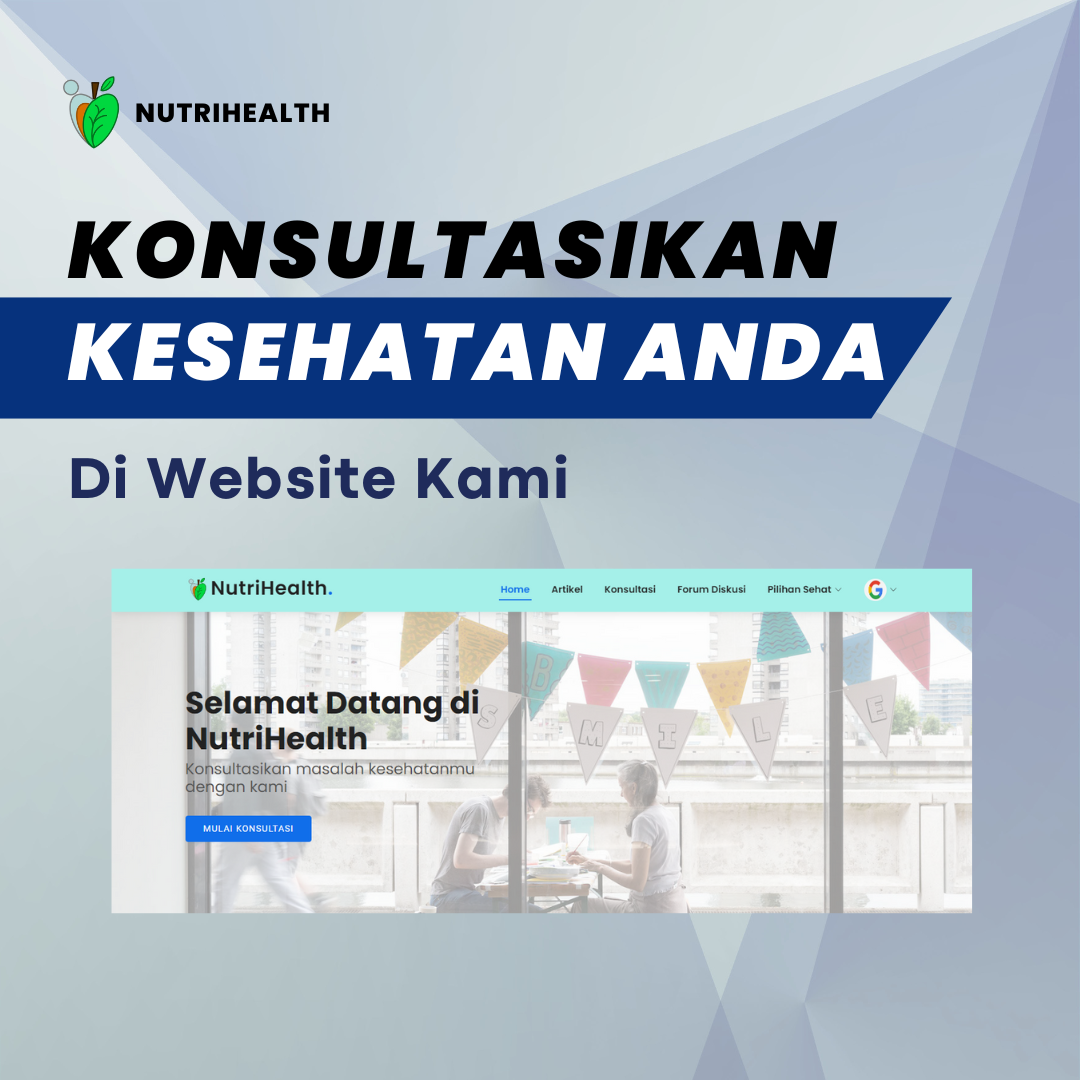 NUTRIHEALTH
KONSULTASIKAN
KESEHATAN ANDA
Di Website Kami
NutriHealth.
Home Artikel Konsultasi Forum Diskusi Pilihan Sehat G
B
S M I L E
Selamat Datang di
NutriHealth
Konsultasikan masalah kesehatanmu
dengan kami
MULAI KONSULTASI